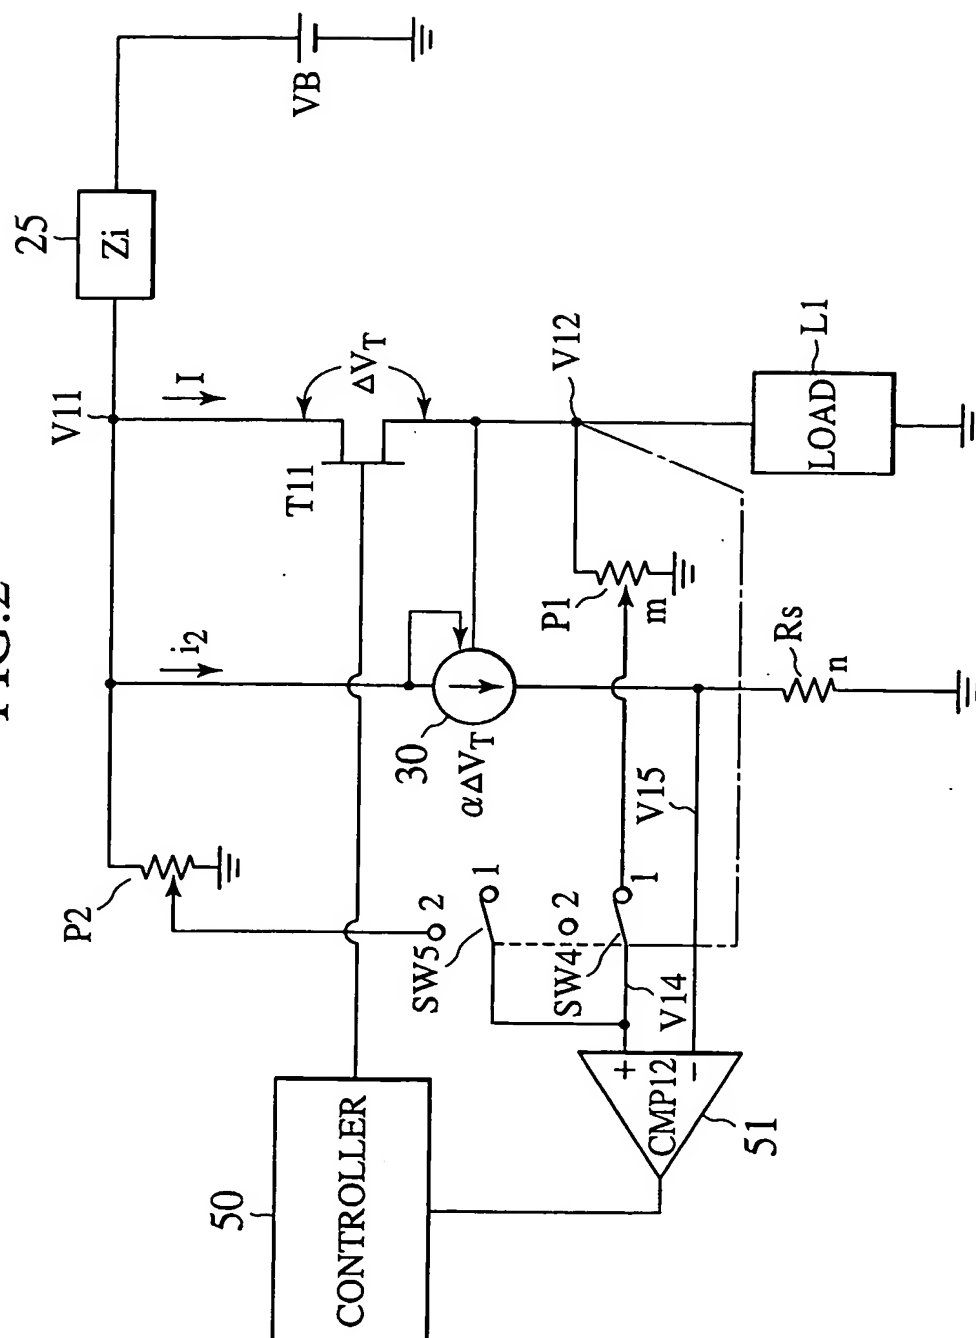 FIG.2
25
Zi
VB
V11
I
ΔVT
T11
V12
L1
LOAD
i2
30
αΔVT
P1
m
Rs
n
P2
V15
2
1
SW5
2
1
SW4
V14
+
CMP12
−
51
50
CONTROLLER